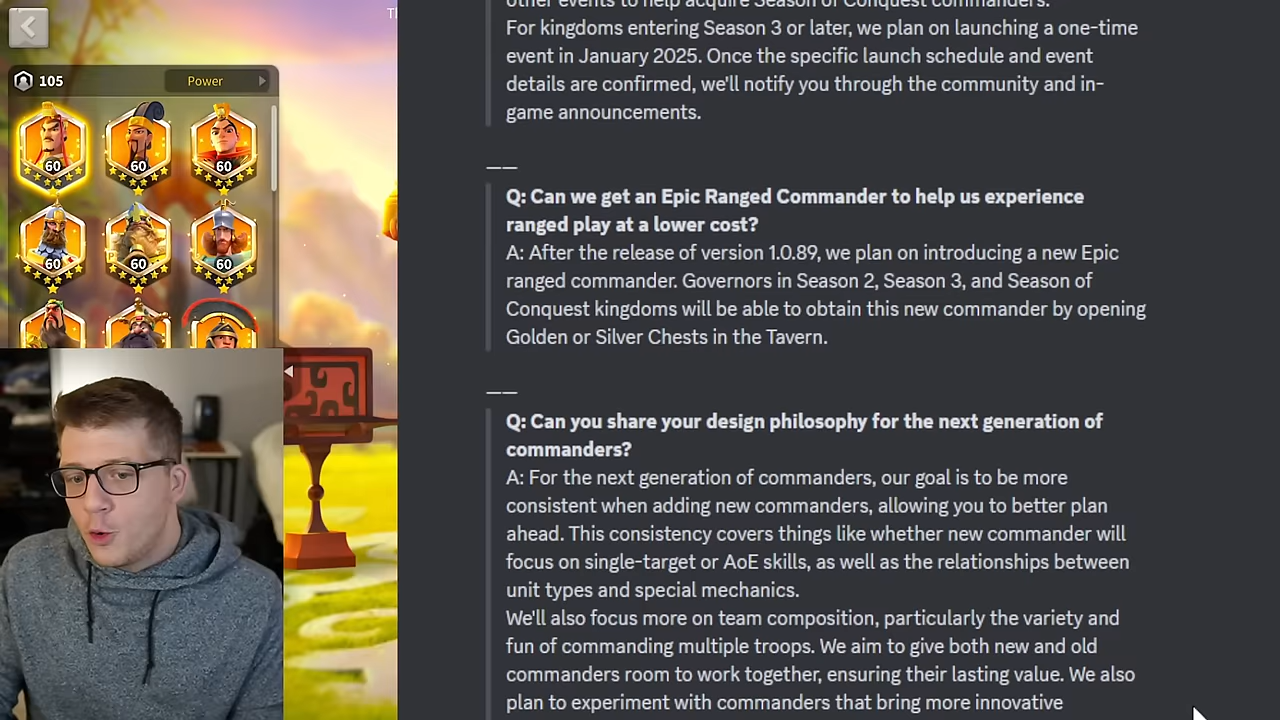 105
Power
60
60
60
60
60
60
other events to help acquire Season of Conquest commanders.
For kingdoms entering Season 3 or later, we plan on launching a one-time
event in January 2025. Once the specific launch schedule and event
details are confirmed, we'll notify you through the community and in-
game announcements.
——
Q: Can we get an Epic Ranged Commander to help us experience
ranged play at a lower cost?
A: After the release of version 1.0.89, we plan on introducing a new Epic
ranged commander. Governors in Season 2, Season 3, and Season of
Conquest kingdoms will be able to obtain this new commander by opening
Golden or Silver Chests in the Tavern.
——
Q: Can you share your design philosophy for the next generation of
commanders?
A: For the next generation of commanders, our goal is to be more
consistent when adding new commanders, allowing you to better plan
ahead. This consistency covers things like whether new commander will
focus on single-target or AoE skills, as well as the relationships between
unit types and special mechanics.
We'll also focus more on team composition, particularly the variety and
fun of commanding multiple troops. We aim to give both new and old
commanders room to work together, ensuring their lasting value. We also
plan to experiment with commanders that bring more innovative